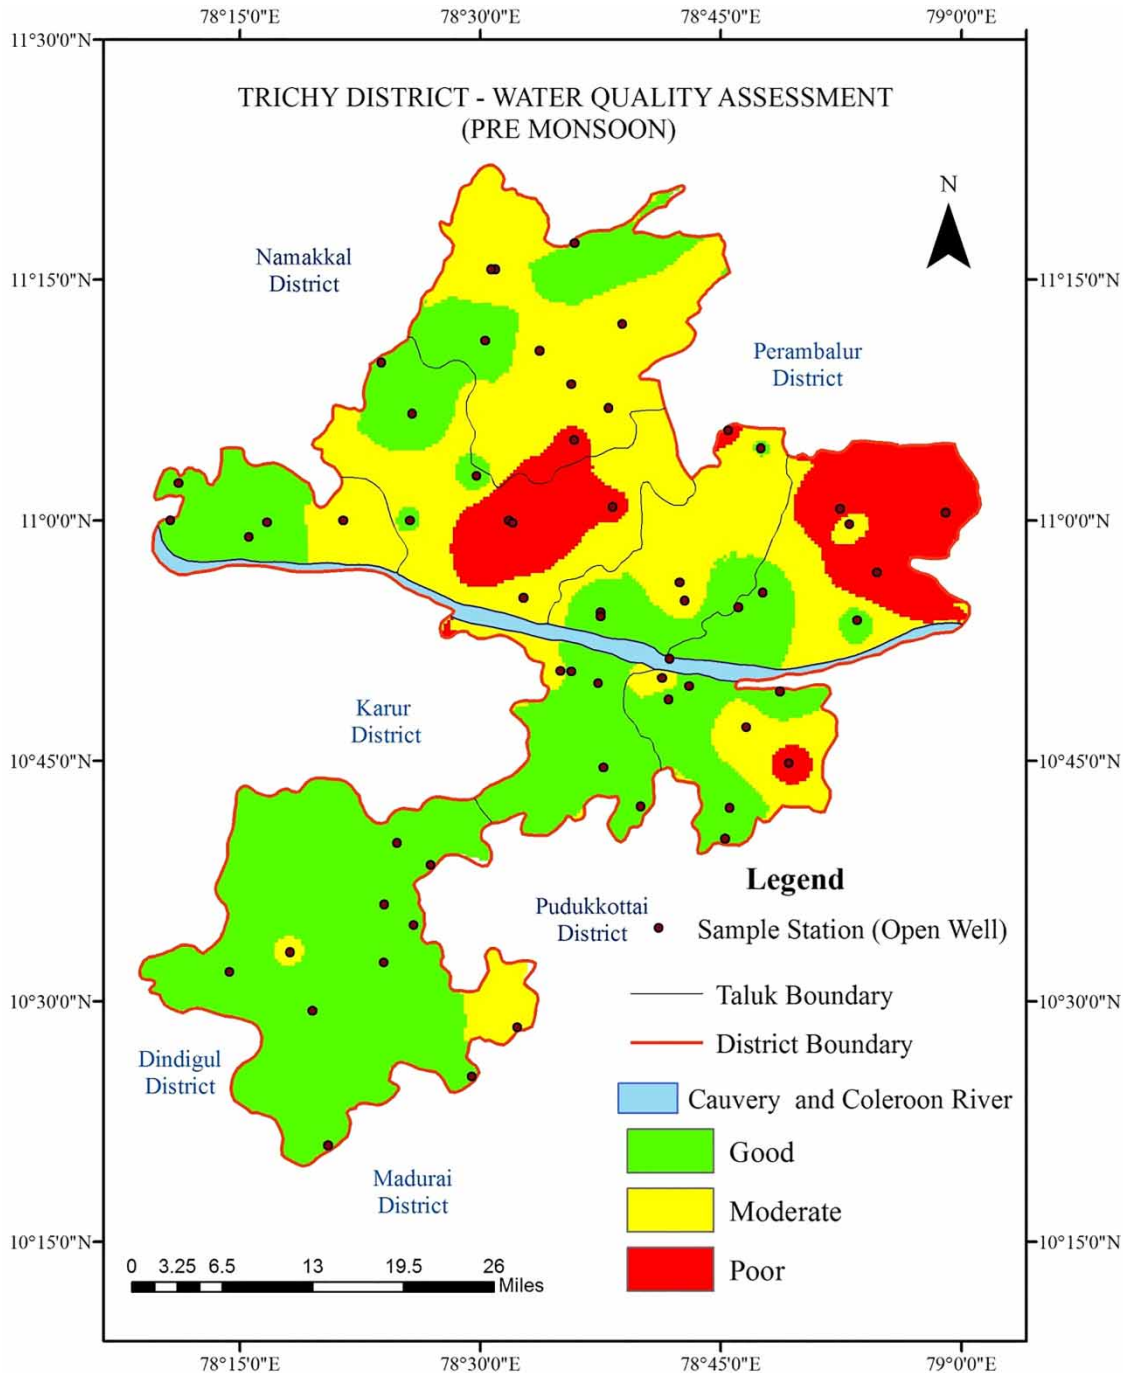 78°15'0"E 78°30'0"E 78°45'0"E 79°0'0"E
11°30'0"N
TRICHY DISTRICT - WATER QUALITY ASSESSMENT
(PRE MONSOON)
N
Namakkal
District
11°15'0"N 11°15'0"N
Perambalur
District
11°0'0"N 11°0'0"N
Karur
District
10°45'0"N 10°45'0"N
Legend
Pudukkottai
District
Sample Station (Open Well)
Taluk Boundary
10°30'0"N 10°30'0"N
District Boundary
Dindigul
District
Cauvery and Coleroon River
Good
Madurai
District
Moderate
10°15'0"N 10°15'0"N
Poor
0 3.25 6.5 13 19.5 26
Miles
78°15'0"E 78°30'0"E 78°45'0"E 79°0'0"E